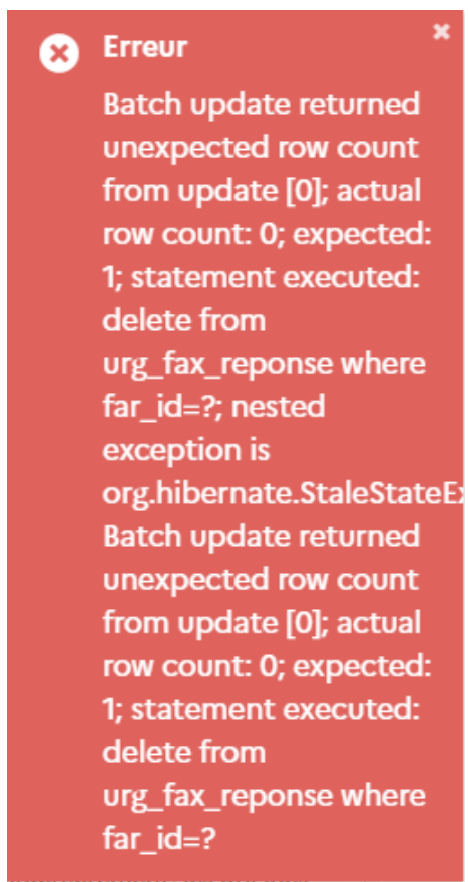 Erreur
Batch update returned
unexpected row count
from update [0]; actual
row count: 0; expected:
1; statement executed:
delete from
urg_fax_reponse where
far_id=?; nested
exception is
org.hibernate.StaleStateEx
Batch update returned
unexpected row count
from update [0]; actual
row count: 0; expected:
1; statement executed:
delete from
urg_fax_reponse where
far_id=?